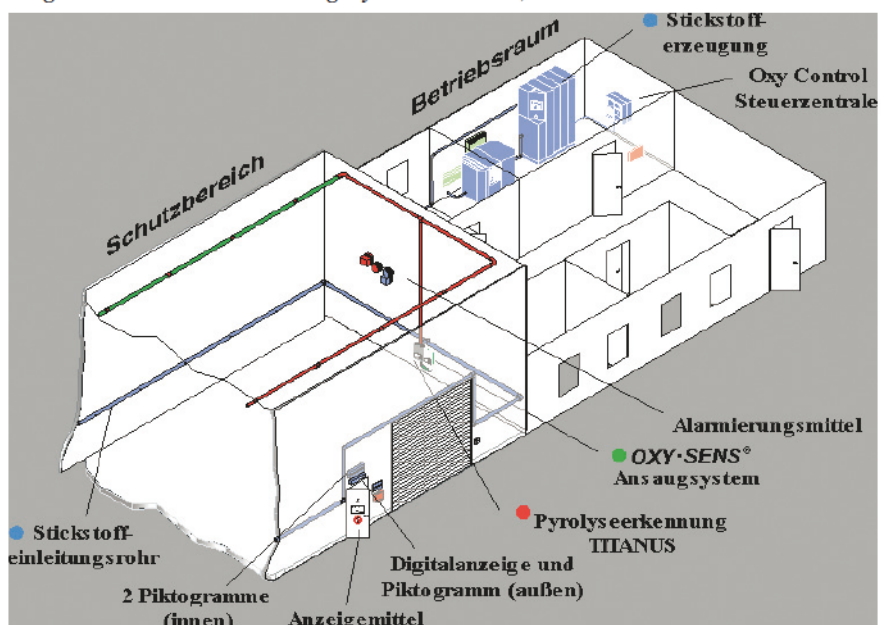 Stickstoff-
erzeugung
Betriebsraum
Oxy Control
Steuerzentrale
Schutzbereich
Alarmierungsmittel
OXY·SENS®
Ansaugsystem
Pyrolyseerkennung
TITANUS
Stickstoff-
einleitungsrohr
Digitalanzeige und
Piktogramm (außen)
2 Piktogramme
(innen)
Anzeigemittel